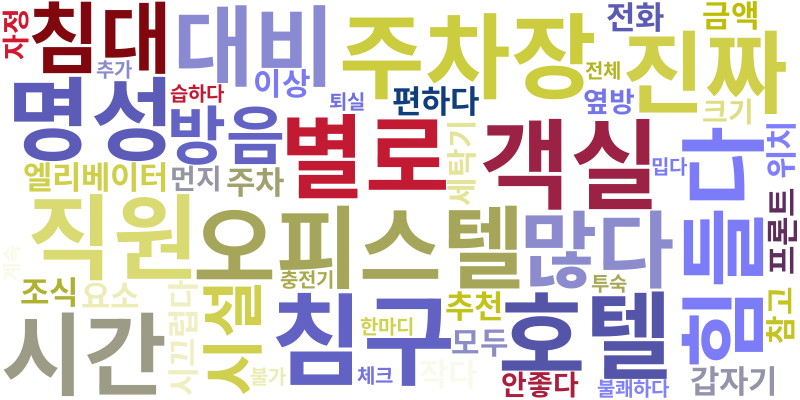 자정
침대
대비
주차장
전화
금액
진짜
추가
습하다
이상
퇴실
편하다
전체
옆방
크기
명성
방음
별로
세탁기
객실
밉다
힘들다
위치
엘리베이터
먼지
주차
직원
오피스텔
많다
프론트
계속
조식
요소
충전기
투숙
시끄럽다
시설
침구
추천
호텔
참고
시간
한마디
모두
불가
체크
작다
안좋다
불쾌하다
갑자기